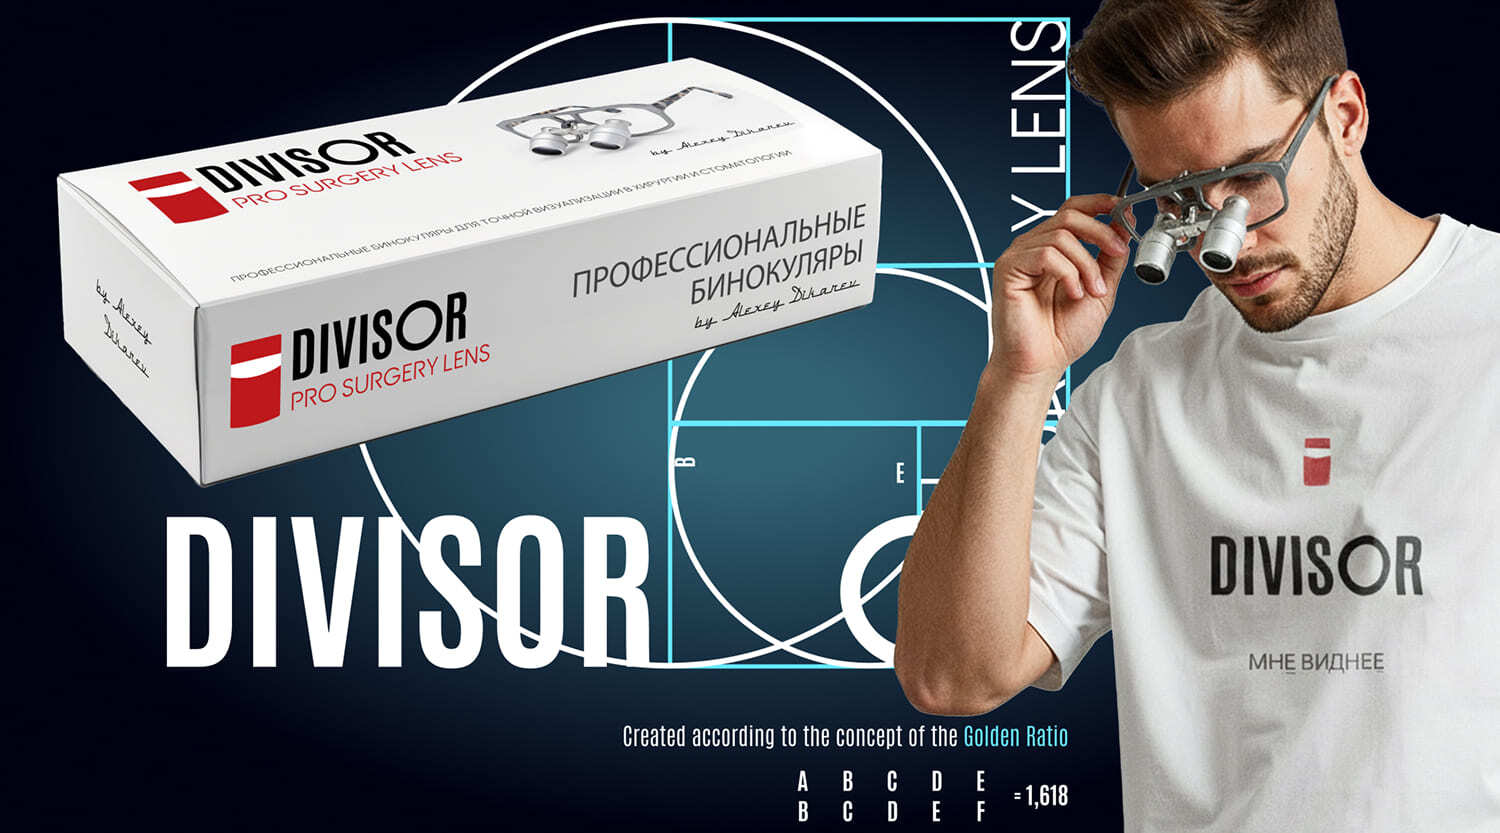 DIVISOR
PRO SURGERY LENS
by Alexey Dikarev
ПРОФЕССИОНАЛЬНЫЕ БИНОКУЛЯРЫ ДЛЯ ТОЧНОЙ ВИЗУАЛИЗАЦИИ В ХИРУРГИИ И СТОМАТОЛОГИИ
by Alexey
Dikarev
DIVISOR
PRO SURGERY LENS
ПРОФЕССИОНАЛЬНЫЕ
БИНОКУЛЯРЫ
by Alexey Dikarev
Y LENS
B
E
DIVISOR
DIVISOR
МНЕ ВИДНЕЕ
Created according to the concept of the Golden Ratio
A B C D E
B C D E F
=1,618